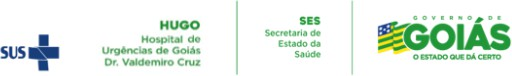 SUS
HUGO
Hospital de
Urgências de Goiás
Dr. Valdemiro Cruz
SES
Secretaria de
Estado da
Saúde
GOVERNO DE
GOIÁS
O ESTADO QUE DÁ CERTO